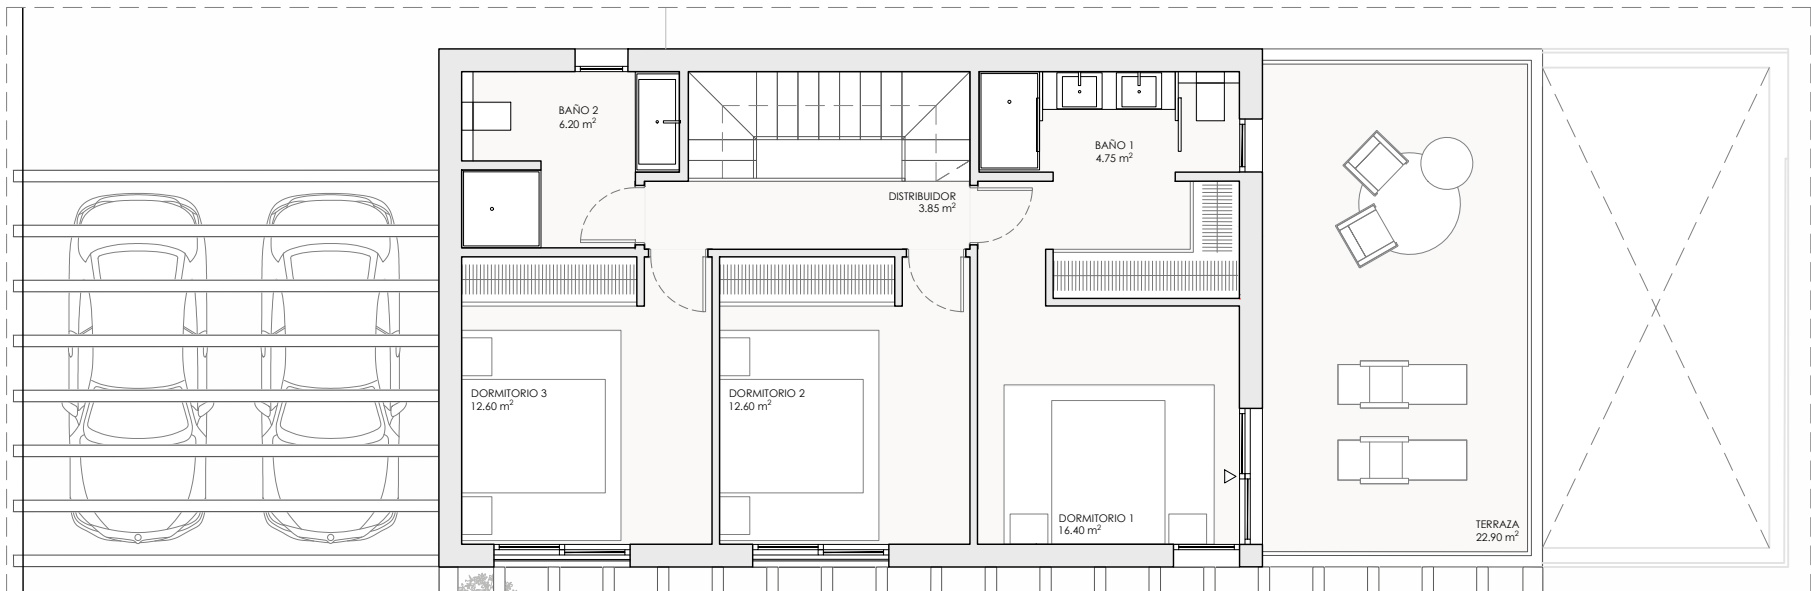 BAÑO 2
6.20 m²
BAÑO 1
4.75 m²
DISTRIBUIDOR
3.85 m²
DORMITORIO 3
12.60 m²
DORMITORIO 2
12.60 m²
DORMITORIO 1
16.40 m²
TERRAZA
22.90 m²